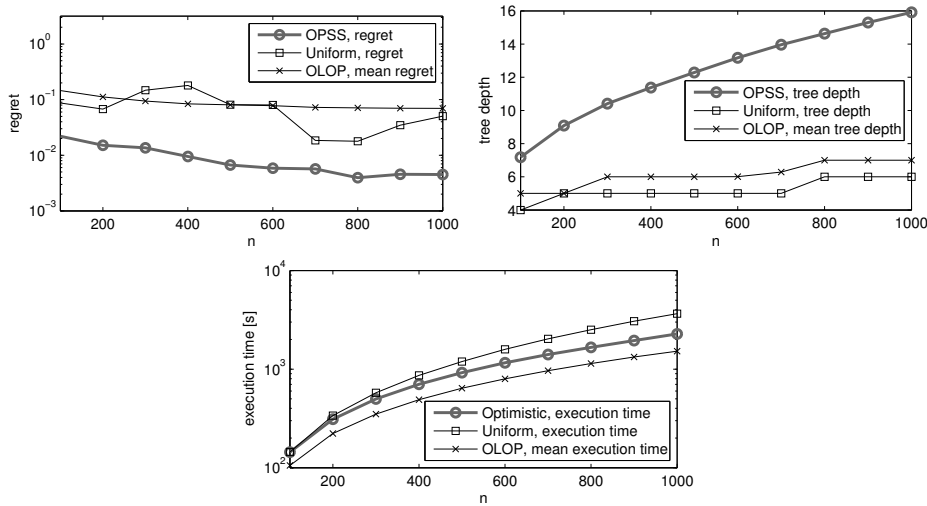 10^0
10^-1
10^-2
10^-3
regret
OPSS, regret
Uniform, regret
OLOP, mean regret
200 400 600 800 1000
n
16
14
12
10
8
6
4
tree depth
OPSS, tree depth
Uniform, tree depth
OLOP, mean tree depth
200 400 600 800 1000
n
10^4
10^3
10^2
execution time [s]
Optimistic, execution time
Uniform, execution time
OLOP, mean execution time
200 400 600 800 1000
n